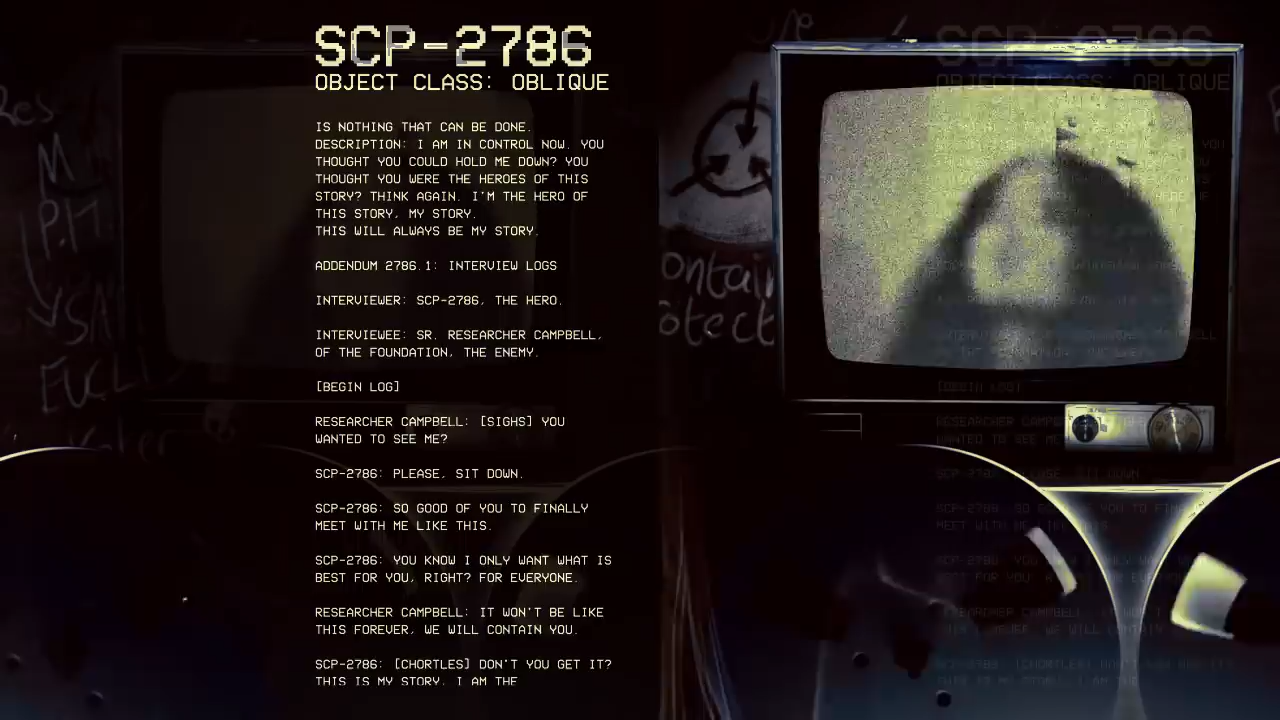 SCP-2786
OBJECT CLASS: OBLIQUE
IS NOTHING THAT CAN BE DONE.
DESCRIPTION: I AM IN CONTROL NOW. YOU
THOUGHT YOU COULD HOLD ME DOWN? YOU
THOUGHT YOU WERE THE HEROES OF THIS
STORY? THINK AGAIN. I'M THE HERO OF
THIS STORY, MY STORY.
THIS WILL ALWAYS BE MY STORY.
ADDENDUM 2786.1: INTERVIEW LOGS
INTERVIEWER: SCP-2786, THE HERO.
INTERVIEWEE: SR. RESEARCHER CAMPBELL,
OF THE FOUNDATION, THE ENEMY.
[BEGIN LOG]
RESEARCHER CAMPBELL: [SIGHS] YOU
WANTED TO SEE ME?
SCP-2786: PLEASE, SIT DOWN.
SCP-2786: SO GOOD OF YOU TO FINALLY
MEET WITH ME LIKE THIS.
SCP-2786: YOU KNOW I ONLY WANT WHAT IS
BEST FOR YOU, RIGHT? FOR EVERYONE.
RESEARCHER CAMPBELL: IT WON'T BE LIKE
THIS FOREVER, WE WILL CONTAIN YOU.
SCP-2786: [CHORTLES] DON'T YOU GET IT?
THIS IS MY STORY. I AM THE
ontain
otect